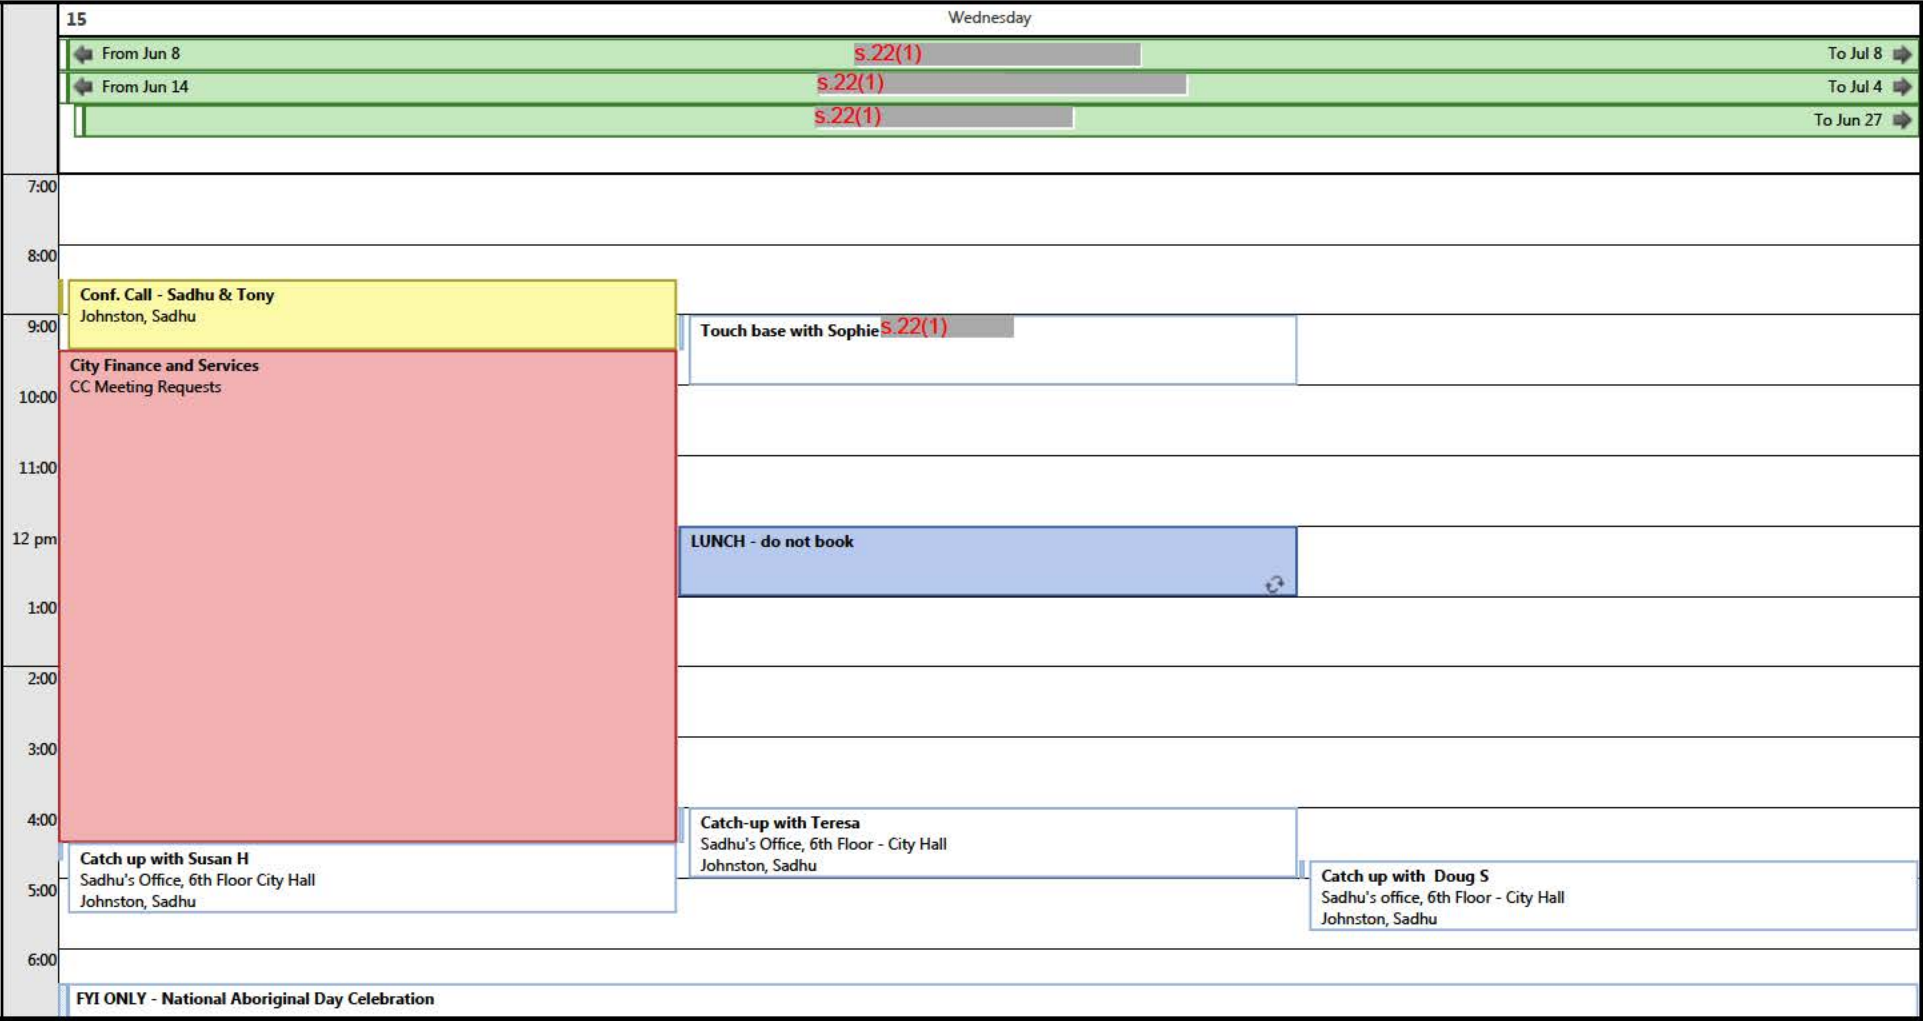 15 Wednesday
From Jun 8 s.22(1) To Jul 8
From Jun 14 s.22(1) To Jul 4
s.22(1) To Jun 27
7:00
8:00
Conf. Call - Sadhu & Tony
Johnston, Sadhu
9:00
Touch base with Sophie s.22(1)
City Finance and Services
CC Meeting Requests
10:00
11:00
12 pm
LUNCH - do not book
1:00
2:00
3:00
4:00
Catch-up with Teresa
Sadhu's Office, 6th Floor - City Hall
Johnston, Sadhu
Catch up with Susan H
Sadhu's Office, 6th Floor City Hall
Johnston, Sadhu
5:00
Catch up with Doug S
Sadhu's office, 6th Floor - City Hall
Johnston, Sadhu
6:00
FYI ONLY - National Aboriginal Day Celebration